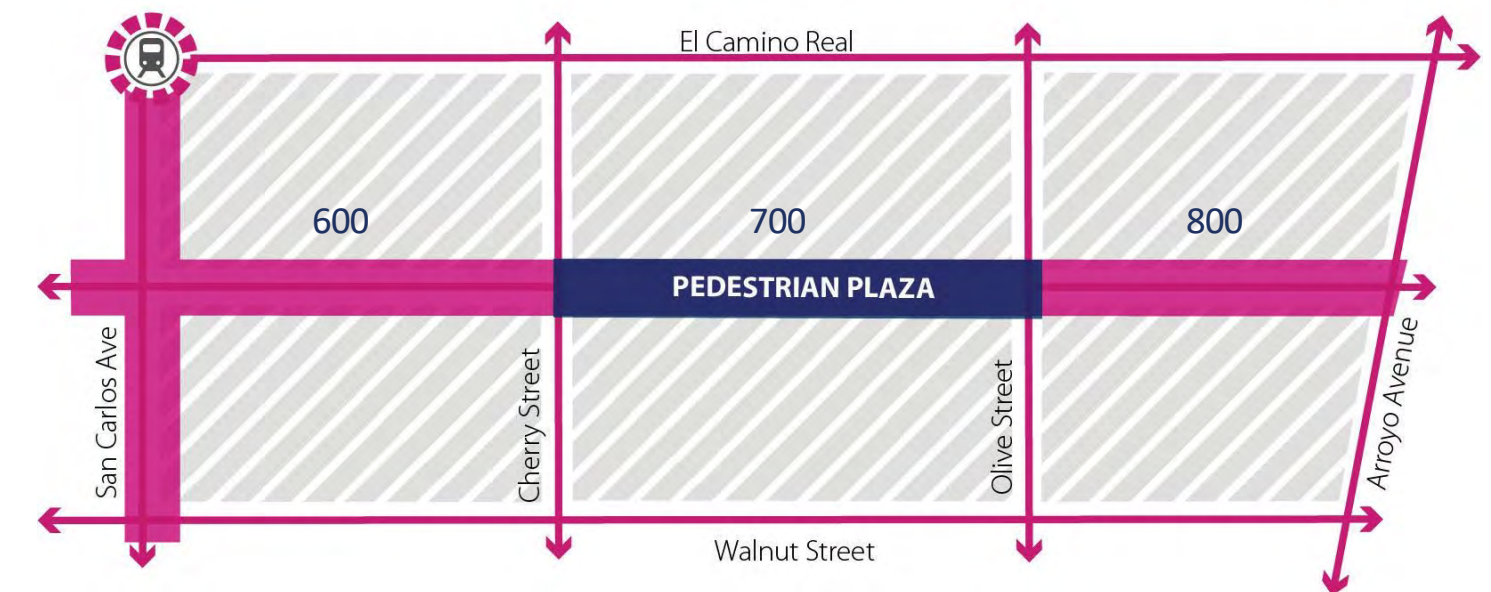 El Camino Real
600
700
800
PEDESTRIAN PLAZA
San Carlos Ave
Cherry Street
Olive Street
Arroyo Avenue
Walnut Street